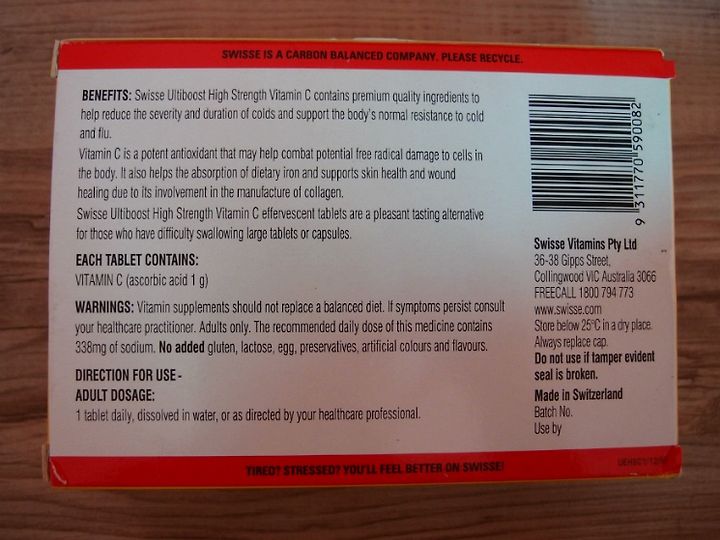 SWISSE IS A CARBON BALANCED COMPANY. PLEASE RECYCLE.
BENEFITS: Swisse Ultiboost High Strength Vitamin C contains premium quality ingredients to
help reduce the severity and duration of colds and support the body's normal resistance to cold
and flu.
Vitamin C is a potent antioxidant that may help combat potential free radical damage to cells in
the body. It also helps the absorption of dietary iron and supports skin health and wound
healing due to its involvement in the manufacture of collagen.
Swisse Ultiboost High Strength Vitamin C effervescent tablets are a pleasant tasting alternative
for those who have difficulty swallowing large tablets or capsules.
EACH TABLET CONTAINS:
VITAMIN C (ascorbic acid 1 g)
WARNINGS: Vitamin supplements should not replace a balanced diet. If symptoms persist consult
your healthcare practitioner. Adults only. The recommended daily dose of this medicine contains
338mg of sodium. No added gluten, lactose, egg, preservatives, artificial colours and flavours.
DIRECTION FOR USE -
ADULT DOSAGE:
1 tablet daily, dissolved in water, or as directed by your healthcare professional.
9 311770 590082
Swisse Vitamins Pty Ltd
36-38 Gipps Street,
Collingwood VIC Australia 3066
FREECALL 1800 794 773
www.swisse.com
Store below 25°C in a dry place.
Always replace cap.
Do not use if tamper evident
seal is broken.
Made in Switzerland
Batch No.
Use by
TIRED? STRESSED? YOU'LL FEEL BETTER ON SWISSE!